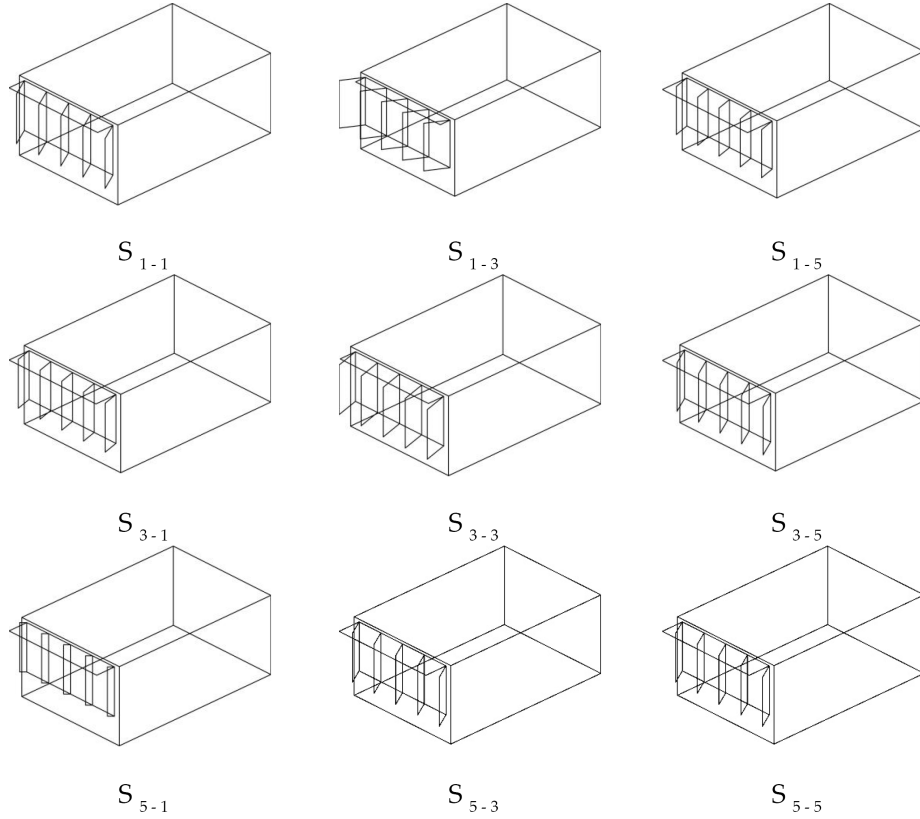 S 1 - 1 S 1 - 3 S 1 - 5
S 3 - 1 S 3 - 3 S 3 - 5
S 5 - 1 S 5 - 3 S 5 - 5